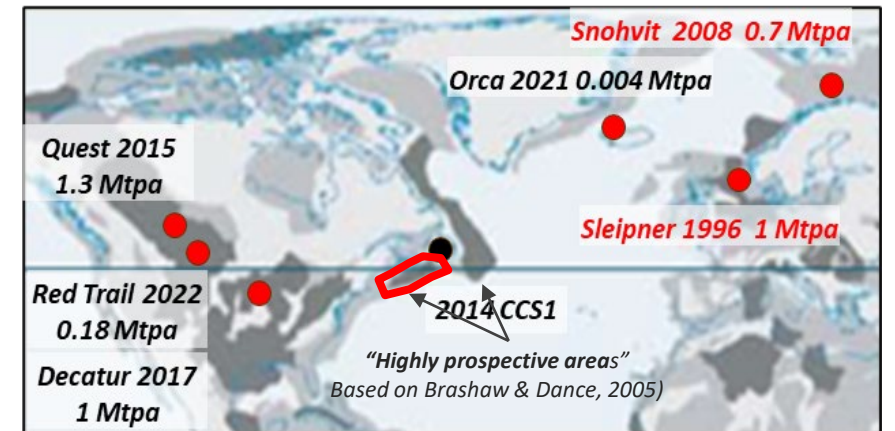 Snohvit 2008 0.7 Mtpa
Orca 2021 0.004 Mtpa
Quest 2015
1.3 Mtpa
Sleipner 1996 1 Mtpa
Red Trail 2022
0.18 Mtpa
2014 CCS1
Decatur 2017
1 Mtpa
“Highly prospective areas”
Based on Brashaw & Dance, 2005)